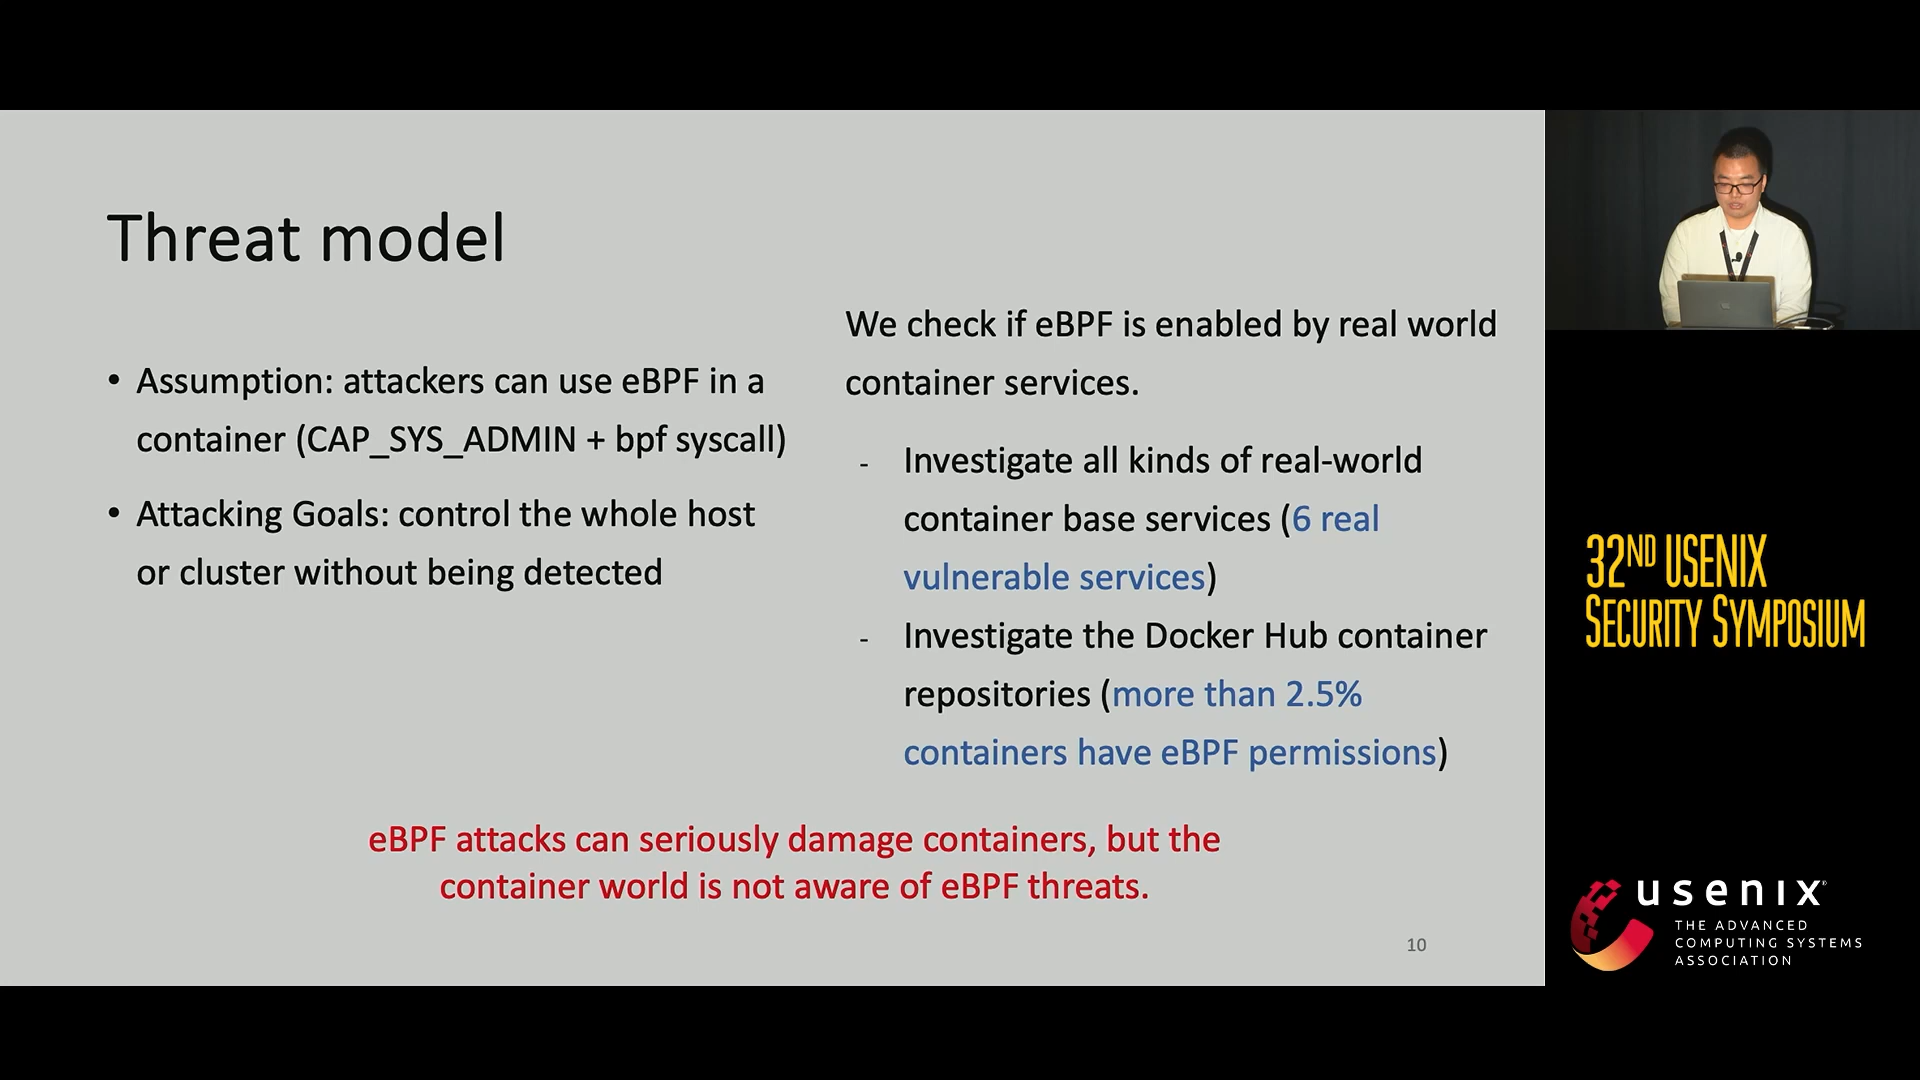 Threat model
• Assumption: attackers can use eBPF in a
container (CAP_SYS_ADMIN + bpf syscall)
• Attacking Goals: control the whole host
or cluster without being detected
We check if eBPF is enabled by real world
container services.
- Investigate all kinds of real-world
container base services (6 real
vulnerable services)
- Investigate the Docker Hub container
repositories (more than 2.5%
containers have eBPF permissions)
eBPF attacks can seriously damage containers, but the
container world is not aware of eBPF threats.
10
32ND USENIX
SECURITY SYMPOSIUM
usenix®
THE ADVANCED
COMPUTING SYSTEMS
ASSOCIATION